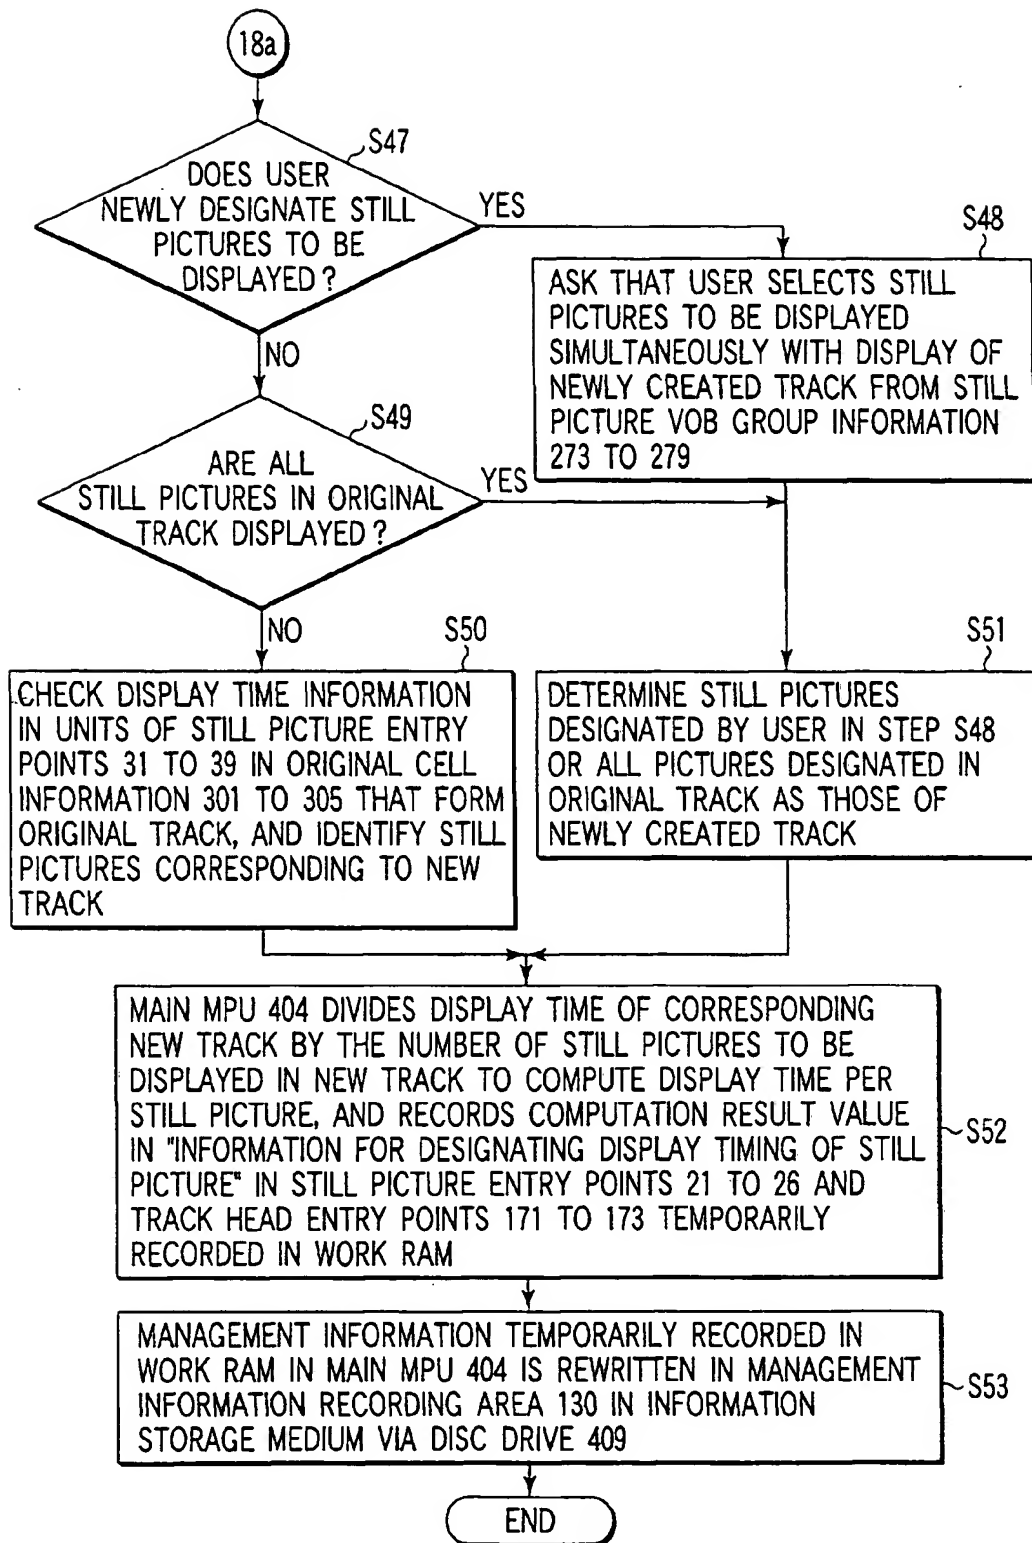 18a
S47
DOES USER
NEWLY DESIGNATE STILL
PICTURES TO BE
DISPLAYED?
YES
NO
S48
ASK THAT USER SELECTS STILL
PICTURES TO BE DISPLAYED
SIMULTANEOUSLY WITH DISPLAY OF
NEWLY CREATED TRACK FROM STILL
PICTURE VOB GROUP INFORMATION
273 TO 279
S49
ARE ALL
STILL PICTURES IN ORIGINAL
TRACK DISPLAYED?
YES
NO
S50
CHECK DISPLAY TIME INFORMATION
IN UNITS OF STILL PICTURE ENTRY
POINTS 31 TO 39 IN ORIGINAL CELL
INFORMATION 301 TO 305 THAT FORM
ORIGINAL TRACK, AND IDENTIFY STILL
PICTURES CORRESPONDING TO NEW
TRACK
S51
DETERMINE STILL PICTURES
DESIGNATED BY USER IN STEP S48
OR ALL PICTURES DESIGNATED IN
ORIGINAL TRACK AS THOSE OF
NEWLY CREATED TRACK
MAIN MPU 404 DIVIDES DISPLAY TIME OF CORRESPONDING
NEW TRACK BY THE NUMBER OF STILL PICTURES TO BE
DISPLAYED IN NEW TRACK TO COMPUTE DISPLAY TIME PER
STILL PICTURE, AND RECORDS COMPUTATION RESULT VALUE
IN "INFORMATION FOR DESIGNATING DISPLAY TIMING OF STILL
PICTURE" IN STILL PICTURE ENTRY POINTS 21 TO 26 AND
TRACK HEAD ENTRY POINTS 171 TO 173 TEMPORARILY
RECORDED IN WORK RAM
S52
MANAGEMENT INFORMATION TEMPORARILY RECORDED IN
WORK RAM IN MAIN MPU 404 IS REWRITTEN IN MANAGEMENT
INFORMATION RECORDING AREA 130 IN INFORMATION
STORAGE MEDIUM VIA DISC DRIVE 409
S53
END